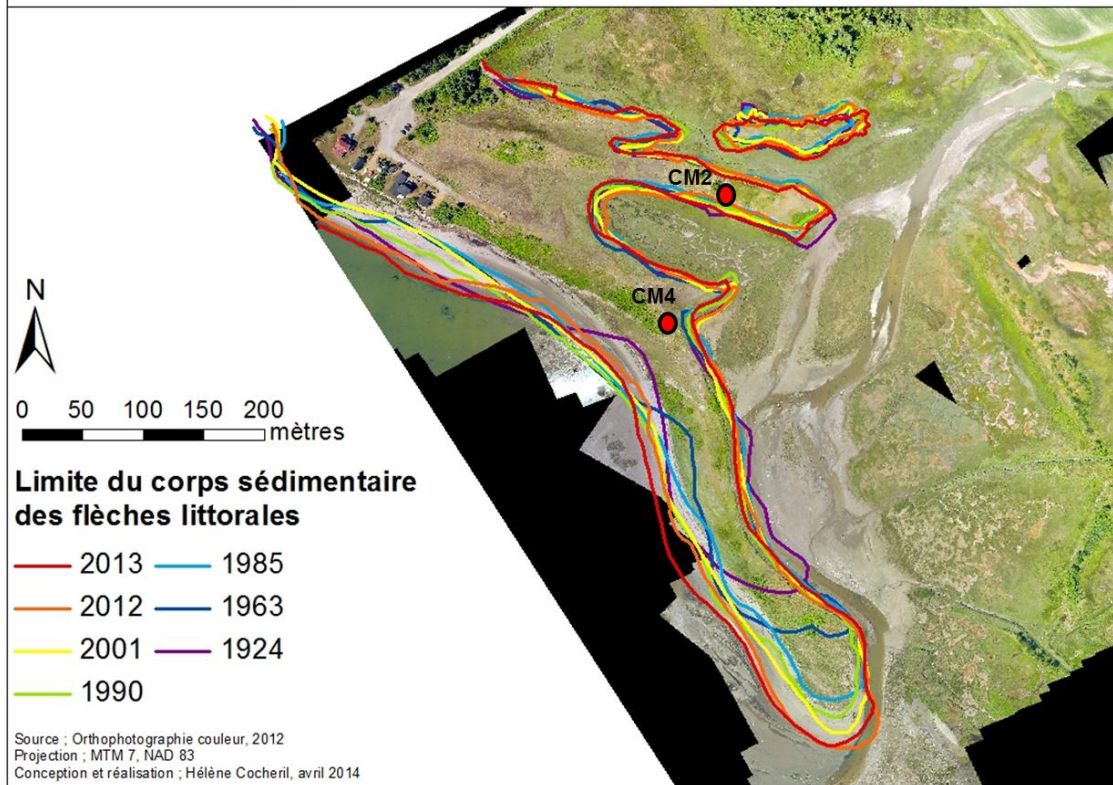 CM2
CM4
N
0 50 100 150 200
mètres
Limite du corps sédimentaire
des flèches littorales
2013 1985
2012 1963
2001 1924
1990
Source ; Orthophotographie couleur, 2012
Projection ; MTM 7, NAD 83
Conception et réalisation ; Hélène Cocheril, avril 2014